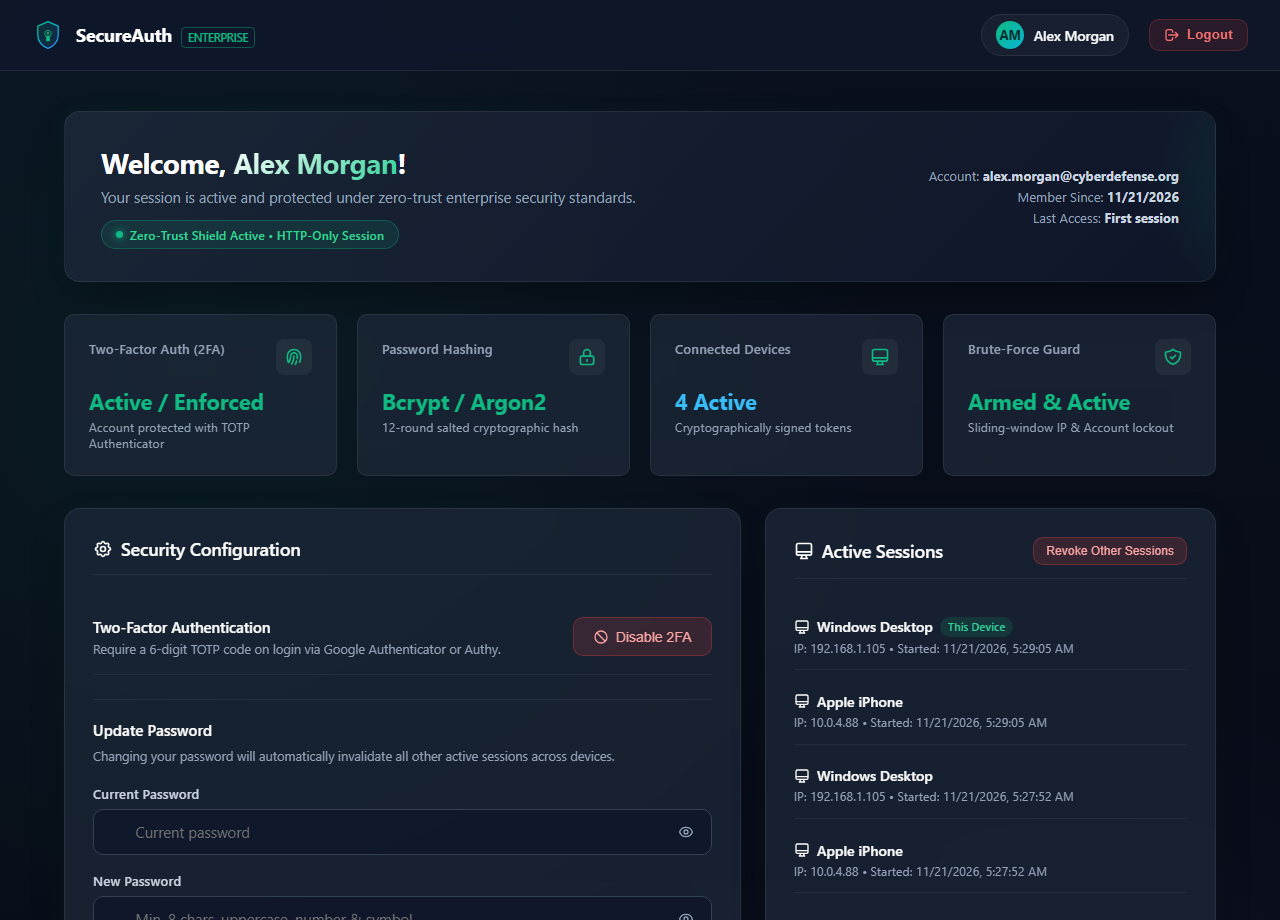 SecureAuth ENTERPRISE
AM Alex Morgan
Logout
Welcome, Alex Morgan!
Your session is active and protected under zero-trust enterprise security standards.
Zero-Trust Shield Active • HTTP-Only Session
Account: alex.morgan@cyberdefense.org
Member Since: 11/21/2026
Last Access: First session
Two-Factor Auth (2FA)
Active / Enforced
Account protected with TOTP
Authenticator
Password Hashing
Bcrypt / Argon2
12-round salted cryptographic hash
Connected Devices
4 Active
Cryptographically signed tokens
Brute-Force Guard
Armed & Active
Sliding-window IP & Account lockout
Security Configuration
Two-Factor Authentication
Require a 6-digit TOTP code on login via Google Authenticator or Authy.
Disable 2FA
Update Password
Changing your password will automatically invalidate all other active sessions across devices.
Current Password
Current password
New Password
Min. 8 chars, uppercase, number & symbol
Active Sessions
Revoke Other Sessions
Windows Desktop This Device
IP: 192.168.1.105 • Started: 11/21/2026, 5:29:05 AM
Apple iPhone
IP: 10.0.4.88 • Started: 11/21/2026, 5:29:05 AM
Windows Desktop
IP: 192.168.1.105 • Started: 11/21/2026, 5:27:52 AM
Apple iPhone
IP: 10.0.4.88 • Started: 11/21/2026, 5:27:52 AM